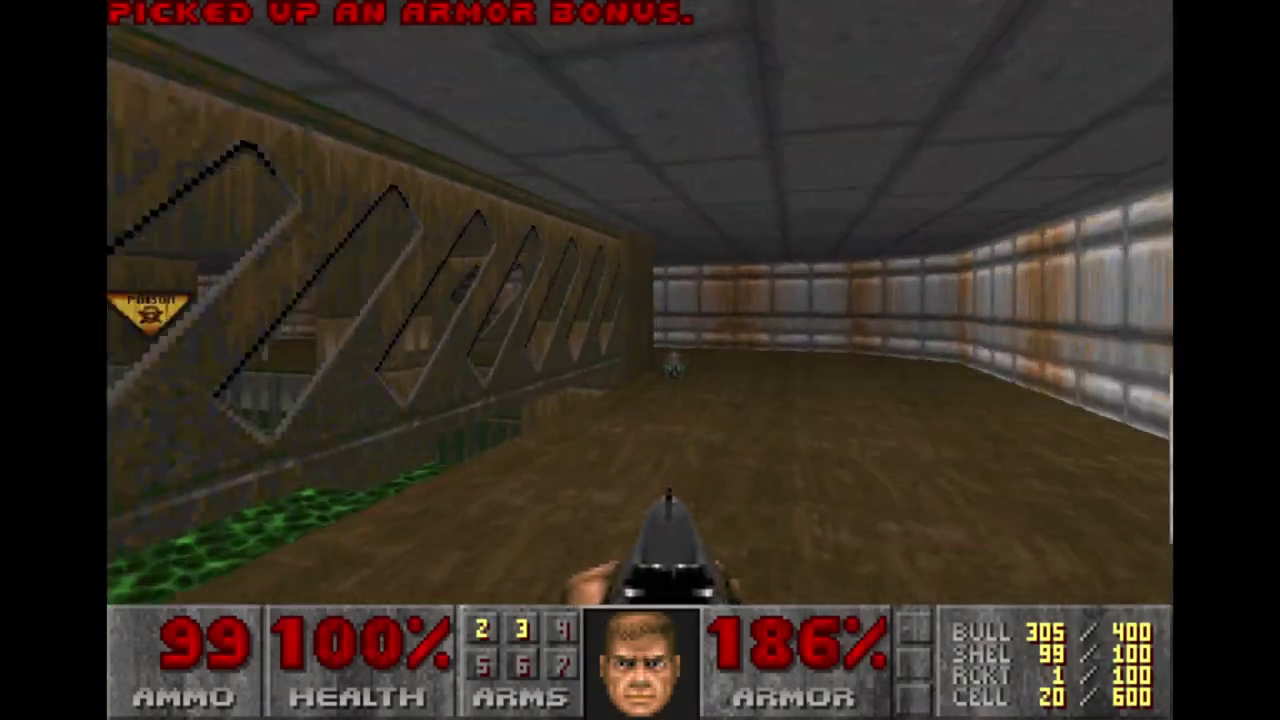 PICKED UP AN ARMOR BONUS.
POISON
99 100% 2 3 4 186% BULL 305 / 400
SHEL 99 / 100
5 6 7 RCKT 1 / 100
AMMO HEALTH ARMS ARMOR CELL 20 / 600